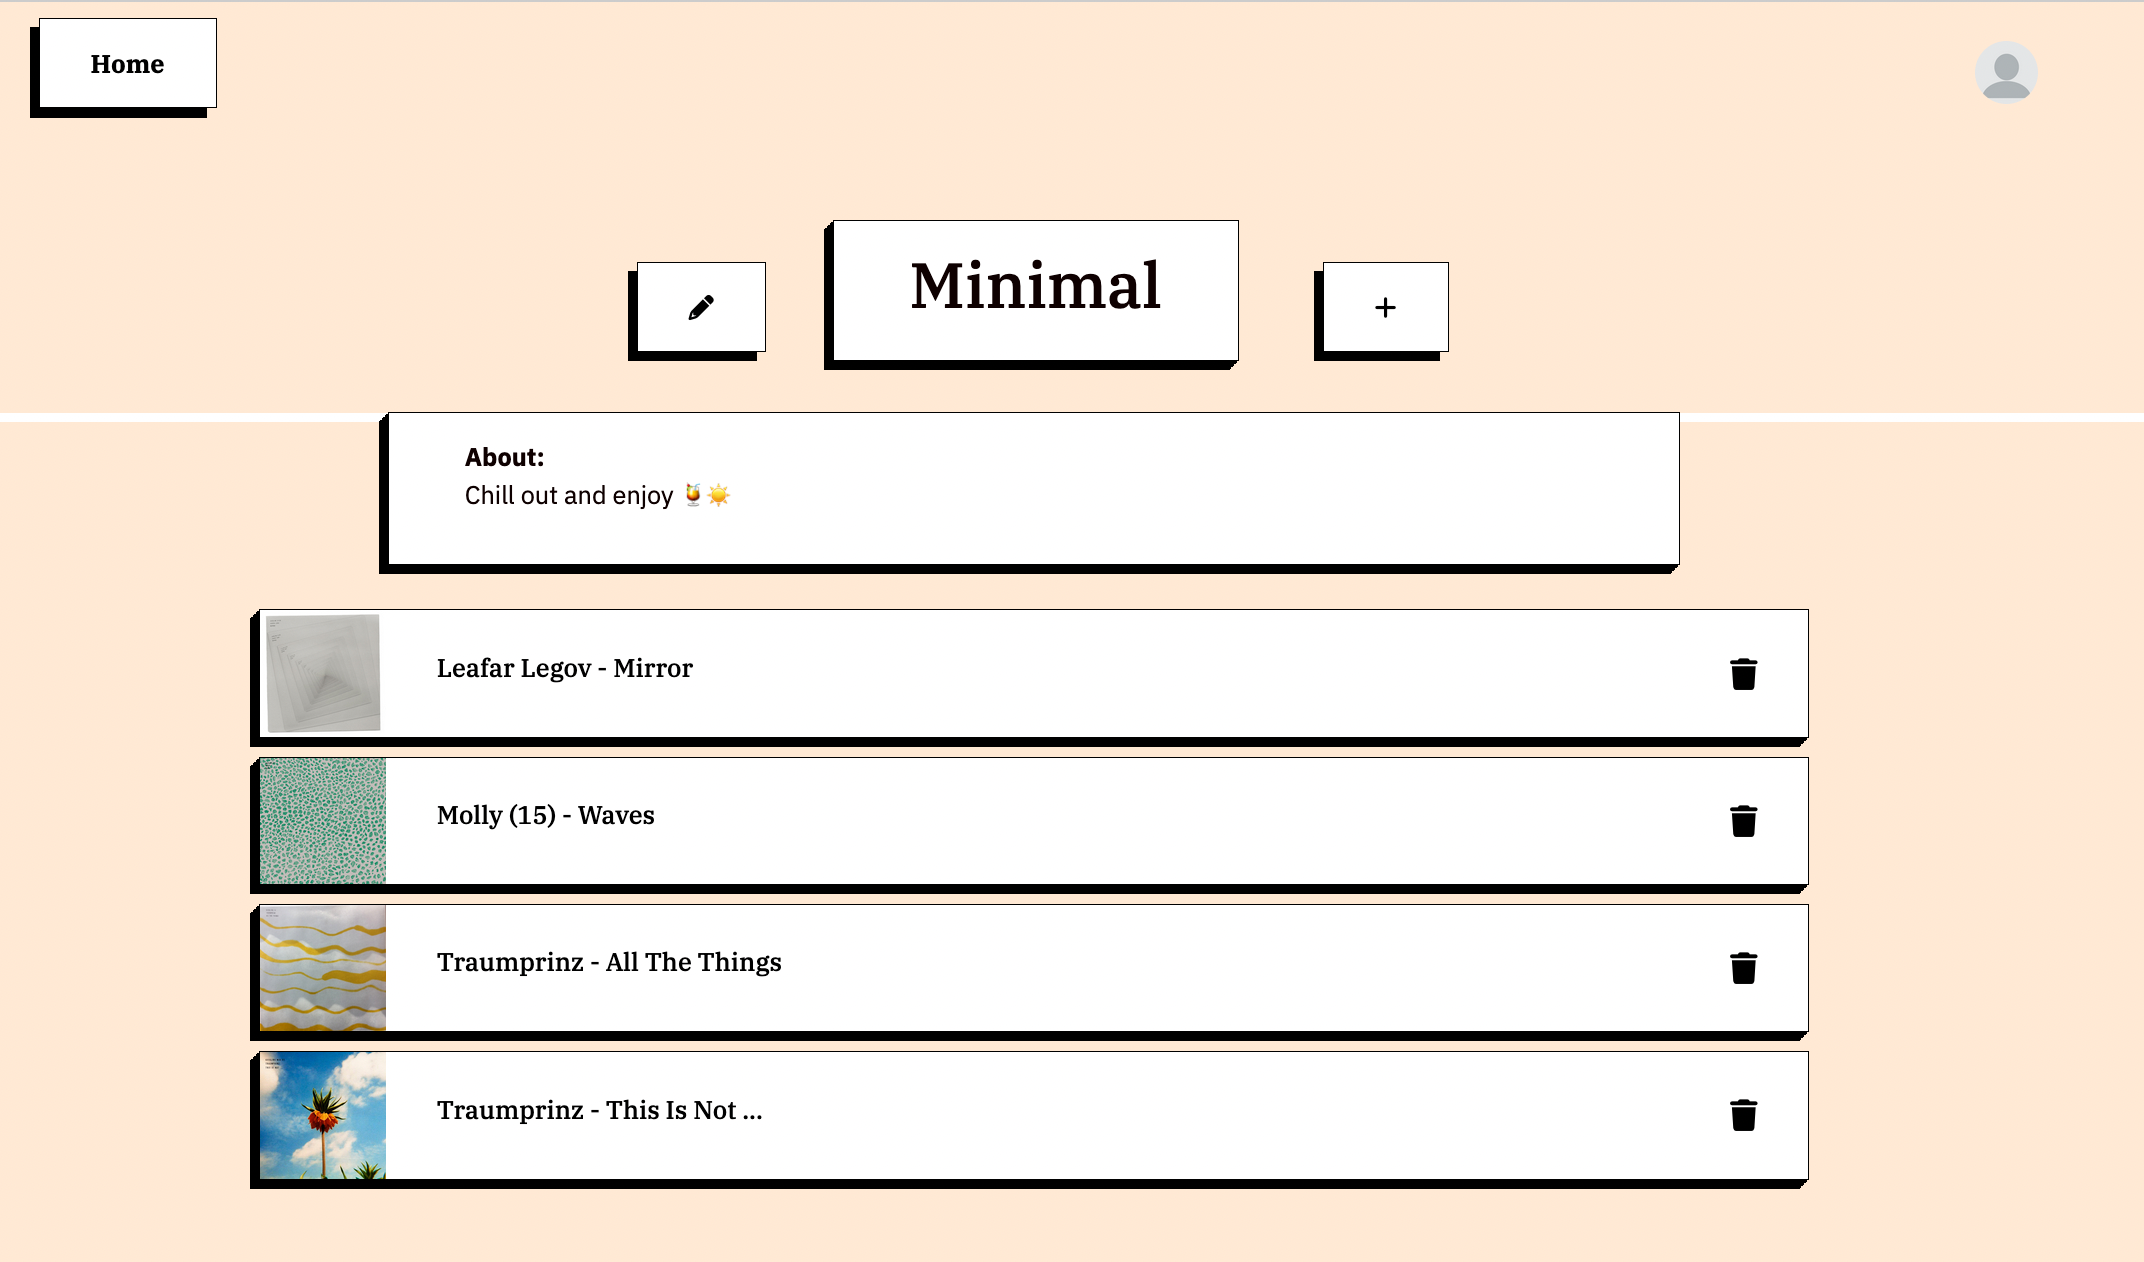 Home
Minimal
About:
Chill out and enjoy 🍹☀️
Leafar Legov - Mirror
Molly (15) - Waves
Traumprinz - All The Things
Traumprinz - This Is Not ...